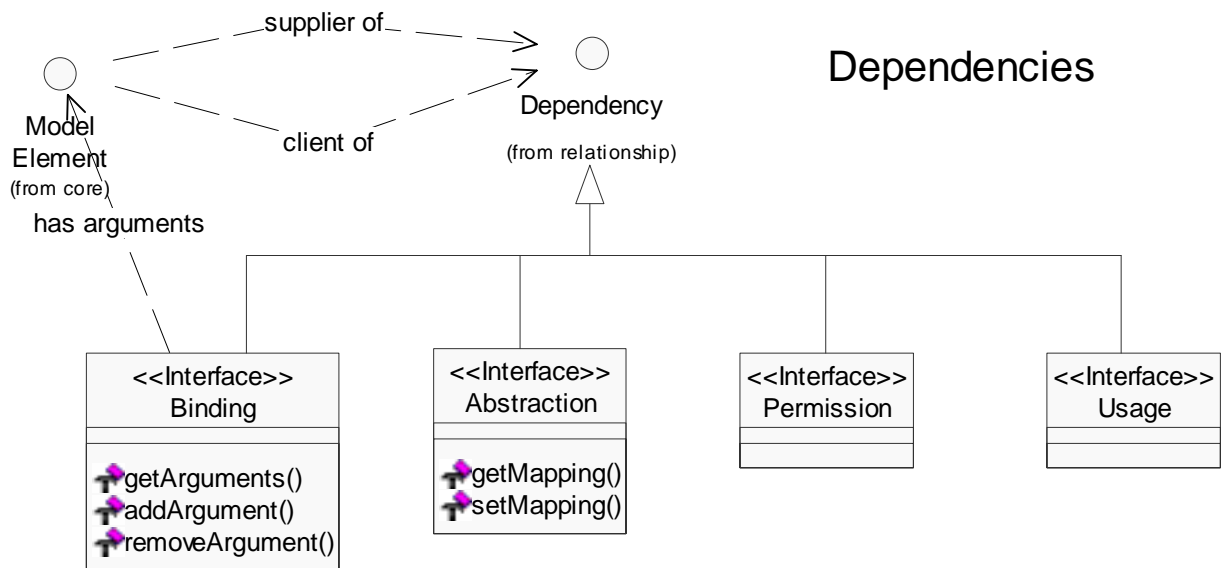 supplier of
Dependencies
Dependency
Model
Element
(from core)
client of
(from relationship)
has arguments
<<Interface>>
Binding
getArguments()
addArgument()
removeArgument()
<<Interface>>
Abstraction
getMapping()
setMapping()
<<Interface>>
Permission
<<Interface>>
Usage